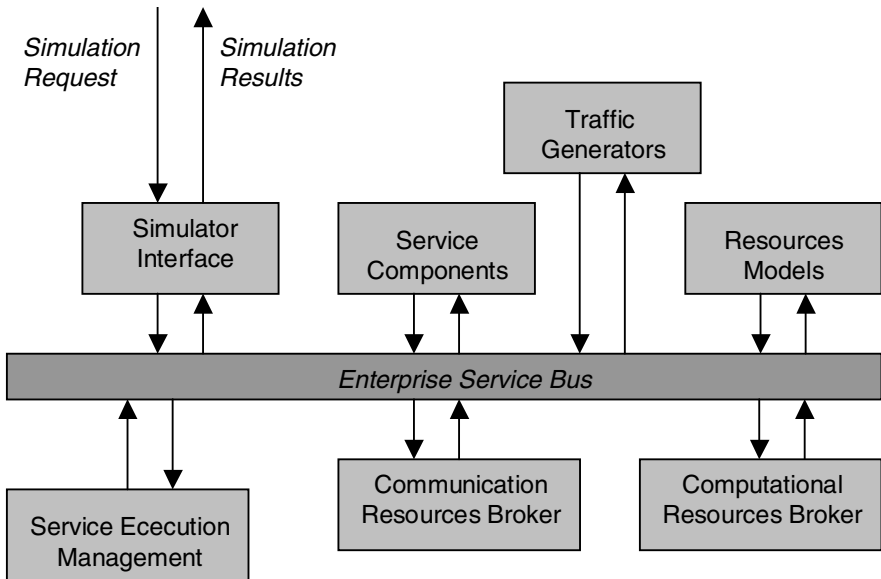 Simulation
Request
Simulation
Results
Traffic
Generators
Simulator
Interface
Service
Components
Resources
Models
Enterprise Service Bus
Service Ececution
Management
Communication
Resources Broker
Computational
Resources Broker